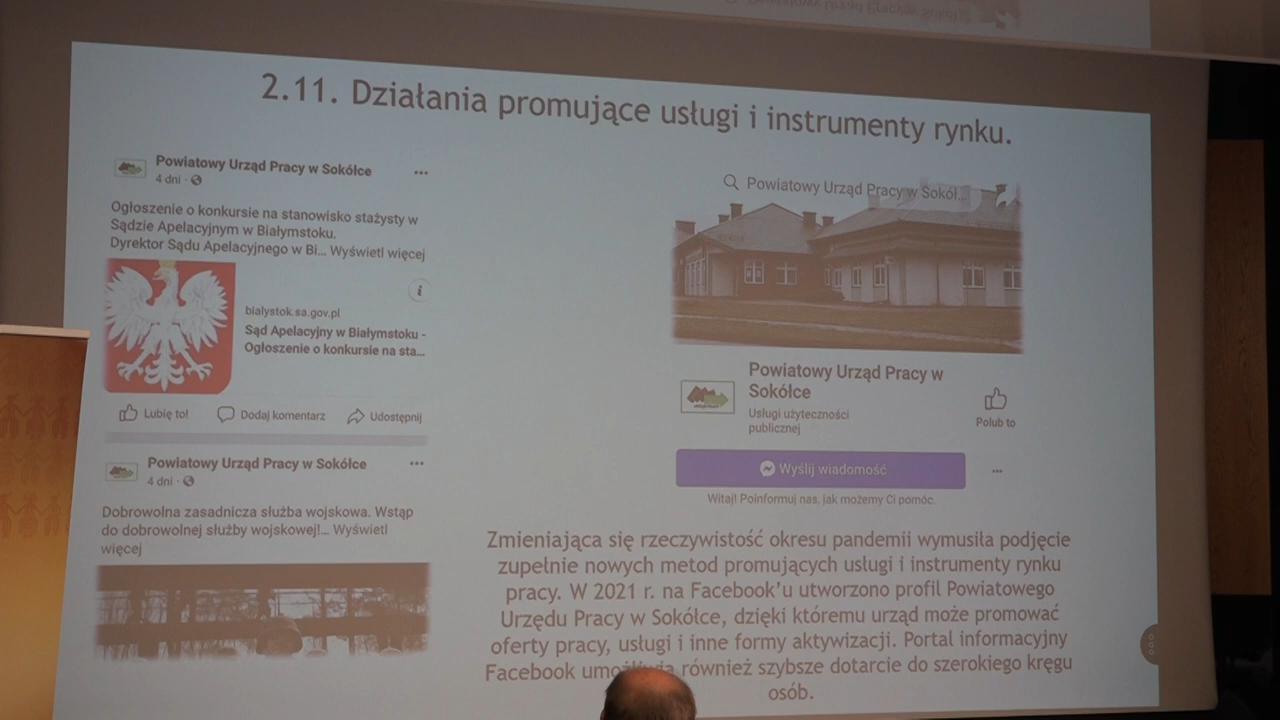 2.11. Działania promujące usługi i instrumenty rynku.
Powiatowy Urząd Pracy w Sokółce
4 dni ·
Ogłoszenie o konkursie na stanowisko stażysty w
Sądzie Apelacyjnym w Białymstoku.
Dyrektor Sądu Apelacyjnego w Bi... Wyświetl więcej
bialystok.sa.gov.pl
Sąd Apelacyjny w Białymstoku -
Ogłoszenie o konkursie na sta...
Lubię to! Dodaj komentarz Udostępnij
Powiatowy Urząd Pracy w Sokółce
4 dni ·
Dobrowolna zasadnicza służba wojskowa. Wstąp
do dobrowolnej służby wojskowej!... Wyświetl
więcej
Powiatowy Urząd Pracy w Sokół...
Powiatowy Urząd Pracy w
Sokółce
Usługi użyteczności
publicznej
Polub to
Wyślij wiadomość
Witaj! Poinformuj nas, jak możemy Ci pomóc.
Zmieniająca się rzeczywistość okresu pandemii wymusiła podjęcie
zupełnie nowych metod promujących usługi i instrumenty rynku
pracy. W 2021 r. na Facebook'u utworzono profil Powiatowego
Urzędu Pracy w Sokółce, dzięki któremu urząd może promować
oferty pracy, usługi i inne formy aktywizacji. Portal informacyjny
Facebook umożliwia również szybsze dotarcie do szerokiego kręgu
osób.